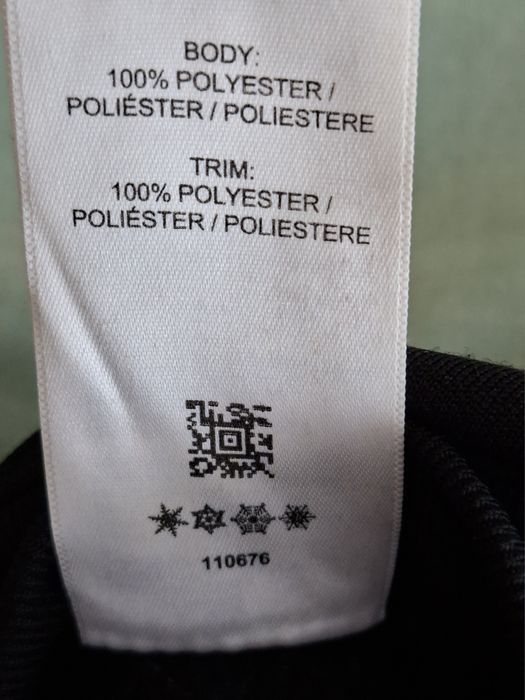 BODY:
100% POLYESTER /
POLIÉSTER / POLIESTERE
TRIM:
100% POLYESTER /
POLIÉSTER / POLIESTERE
110676